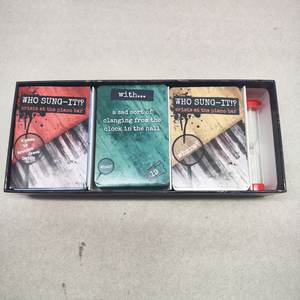 WHO SUNG-IT!?
crisis at the piano bar
with...
a sad sort of
clanging from the
clock in the hall
19
WHO SUNG-IT!?
crisis at the piano bar